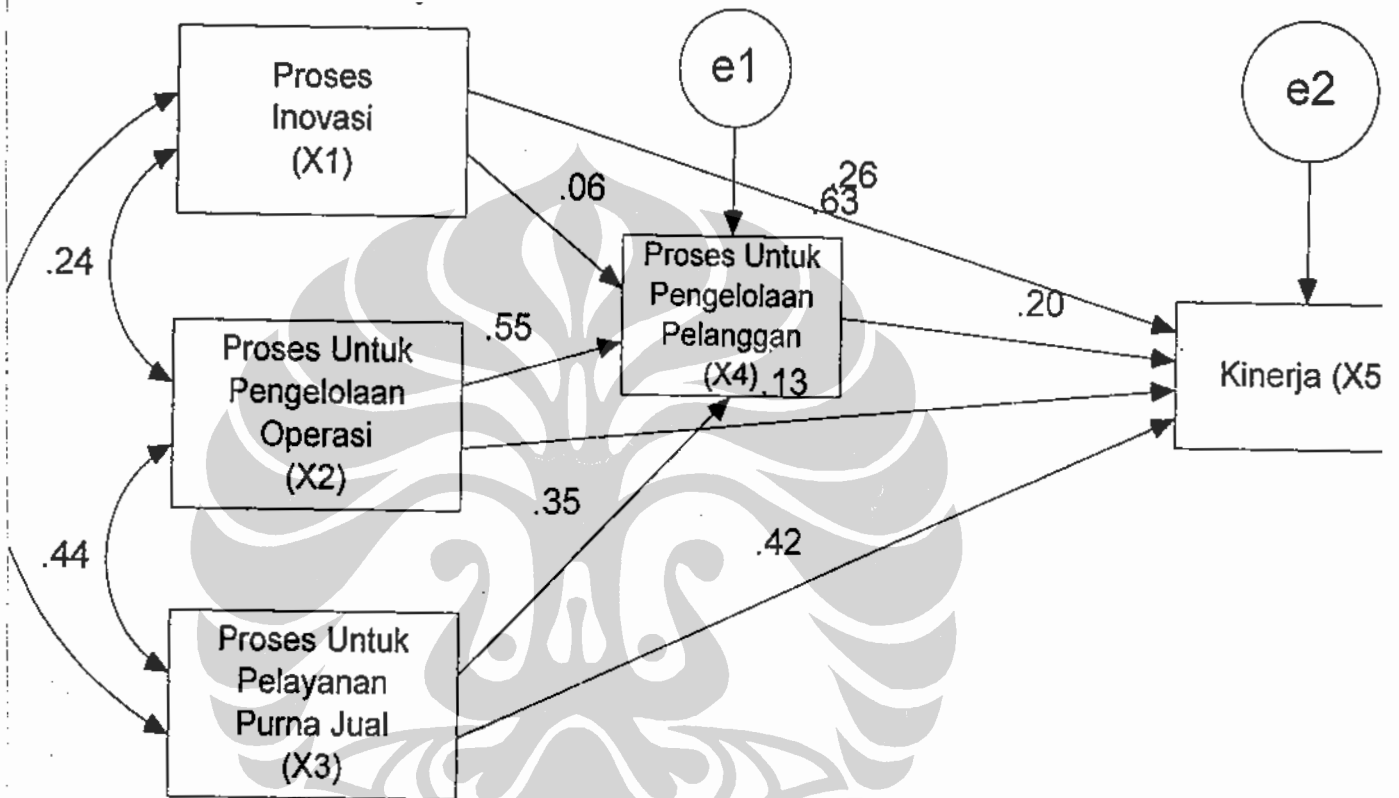 Proses
Inovasi
(X1)
e1
e2
.26
.63
.06
.24
Proses Untuk
Pengelolaan
Pelanggan
(X4)
.13
.20
.55
Proses Untuk
Pengelolaan
Operasi
(X2)
Kinerja (X5
.35
.42
.44
Proses Untuk
Pelayanan
Purna Jual
(X3)